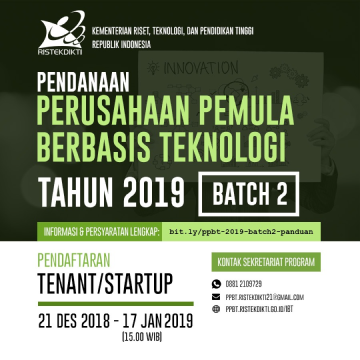 RISTEKDIKTI
KEMENTERIAN RISET, TEKNOLOGI, DAN PENDIDIKAN TINGGI
REPUBLIK INDONESIA
INNOVATION
PENDANAAN
PERUSAHAAN PEMULA
BERBASIS TEKNOLOGI
TAHUN 2019
BATCH 2
INFORMASI & PERSYARATAN LENGKAP:
bit.ly/ppbt-2019-batch2-panduan
PENDAFTARAN
TENANT/STARTUP
21 DES 2018 - 17 JAN 2019
(15.00 WIB)
KONTAK SEKRETARIAT PROGRAM
0881 2109729
PPBT.RISTEKDIKTI21@GMAIL.COM
PPBT.RISTEKDIKTI.GO.ID/IBT